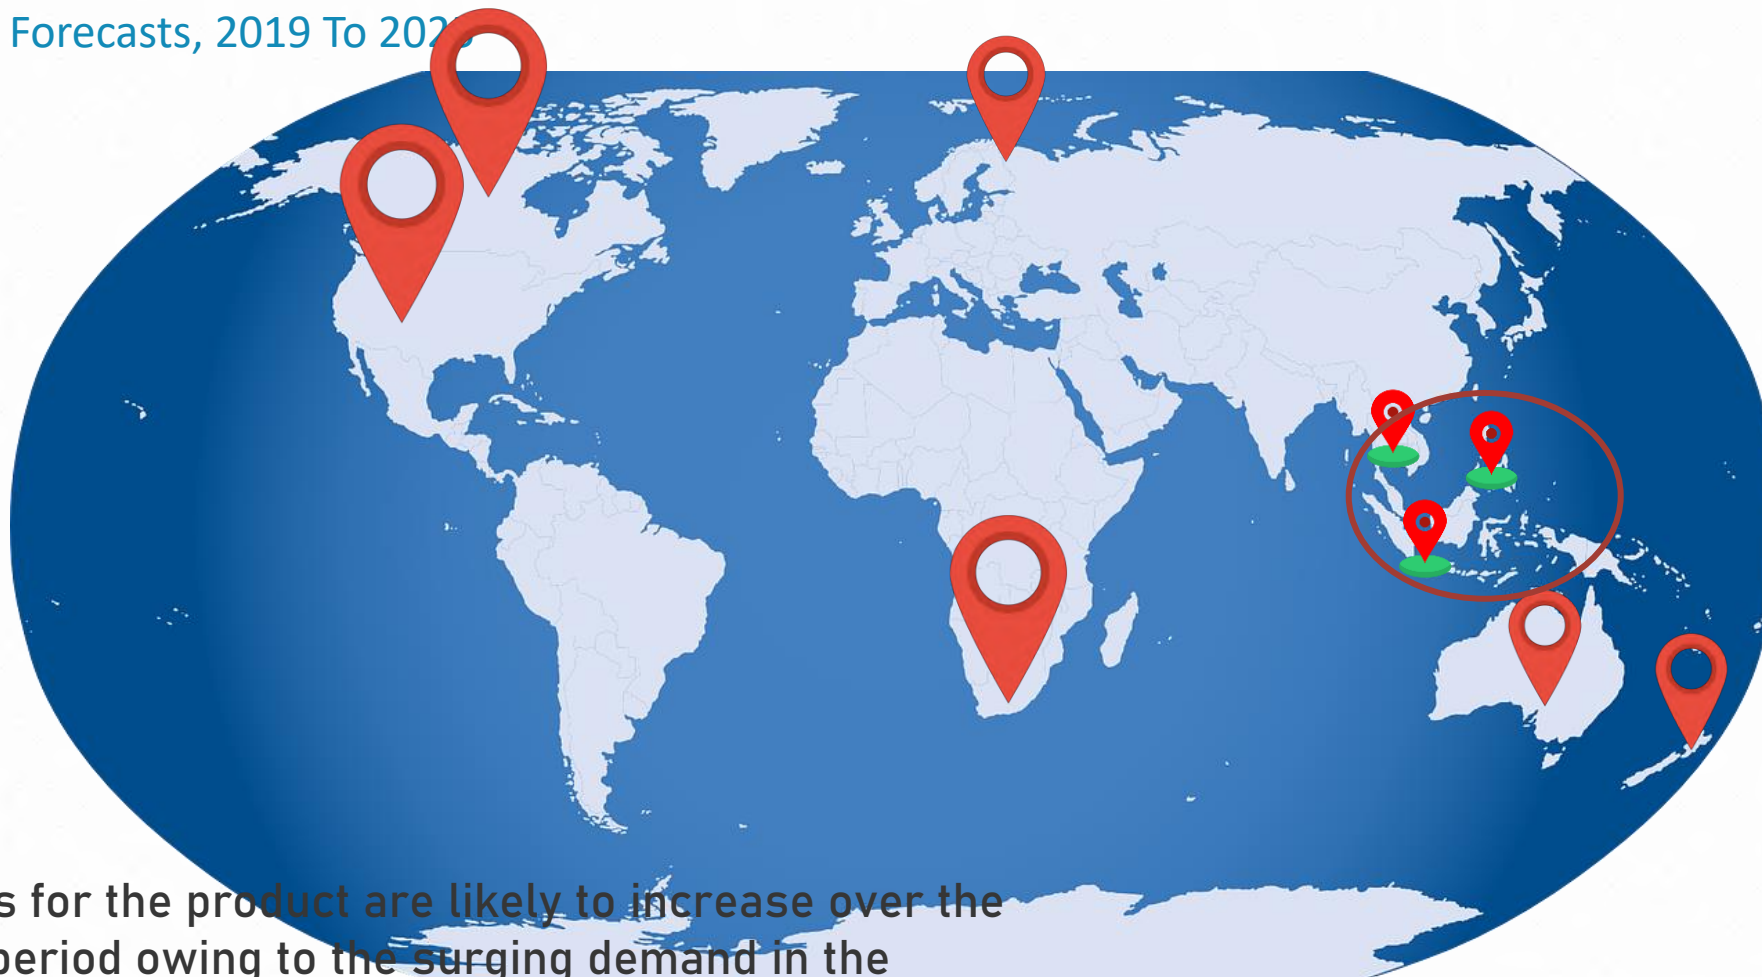 Forecasts, 2019 To 202
s for the product are likely to increase over the
period owing to the surging demand in the